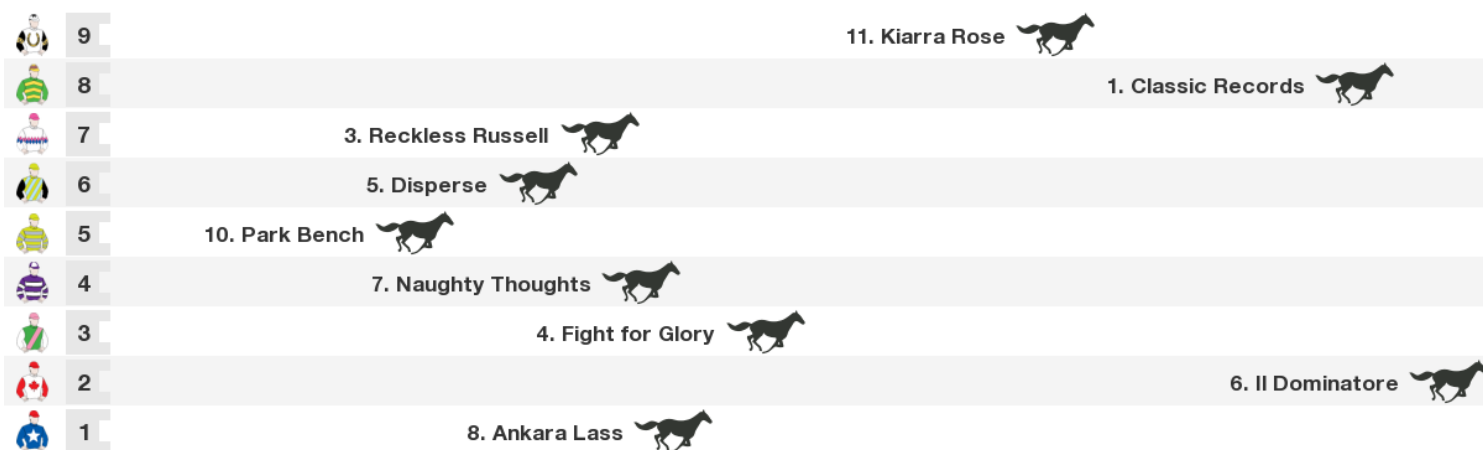 9 11. Kiarra Rose
8 1. Classic Records
7 3. Reckless Russell
6 5. Disperse
5 10. Park Bench
4 7. Naughty Thoughts
3 4. Fight for Glory
2 6. Il Dominatore
1 8. Ankara Lass